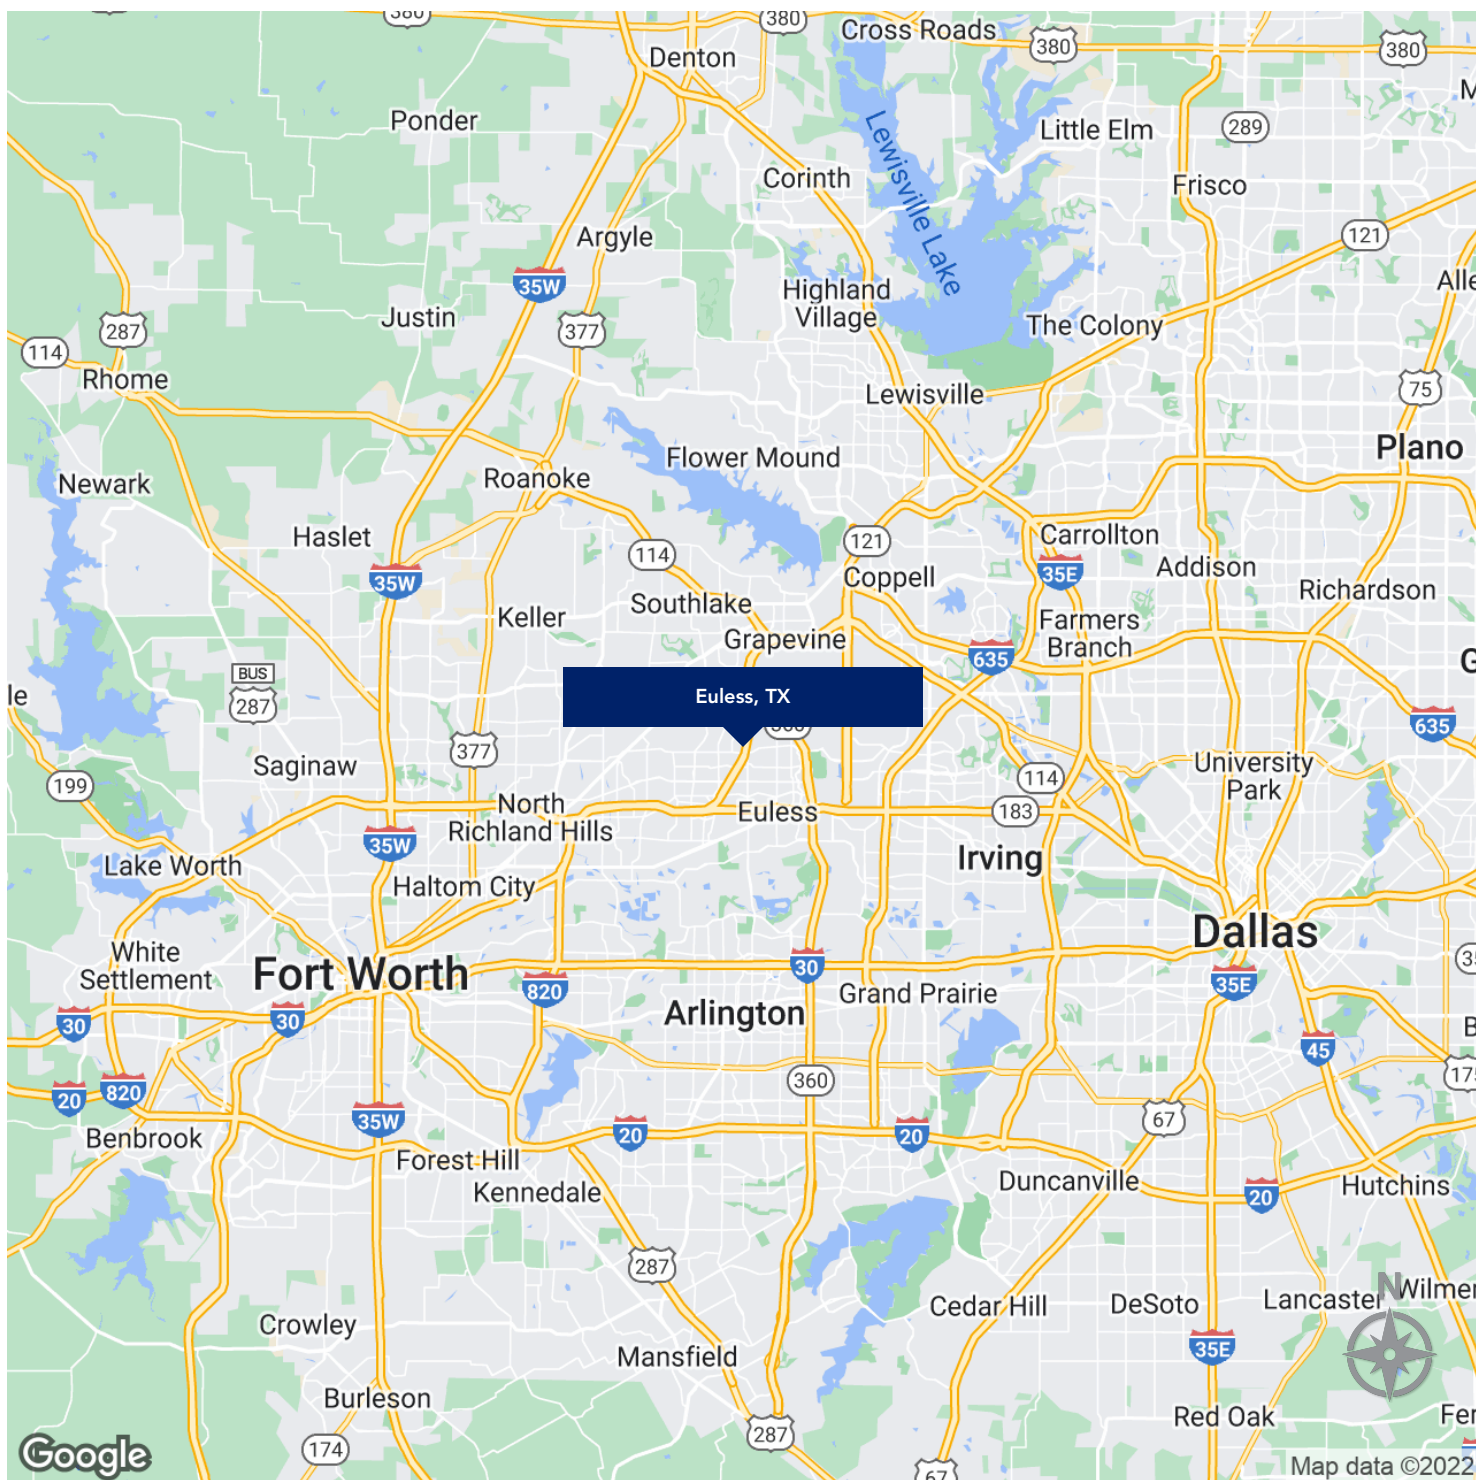 380
380
Cross Roads
380
380
Denton
Ponder
Little Elm
289
Lewisville Lake
Corinth
Frisco
Argyle
121
35W
Highland
Village
Justin
377
The Colony
287
114
Rhome
75
Lewisville
Plano
Flower Mound
Roanoke
Newark
Haslet
121
Carrollton
114
35W
Coppell
35E
Addison
Richardson
Southlake
Keller
Farmers
Branch
Grapevine
635
BUS
287
le
Euless, TX
635
377
Saginaw
University
Park
199
114
North
Richland Hills
Euless
183
35W
Irving
Lake Worth
Haltom City
Dallas
White
Settlement
Fort Worth
30
35E
820
Grand Prairie
Arlington
30
30
45
360
20
820
175
35W
67
Benbrook
20
20
Forest Hill
Kennedale
Duncanville
20
Hutchins
287
N
Cedar Hill
DeSoto
Lancaster
Wilmer
Crowley
35E
Mansfield
Burleson
Red Oak
287
174
Google
67
Map data ©2022